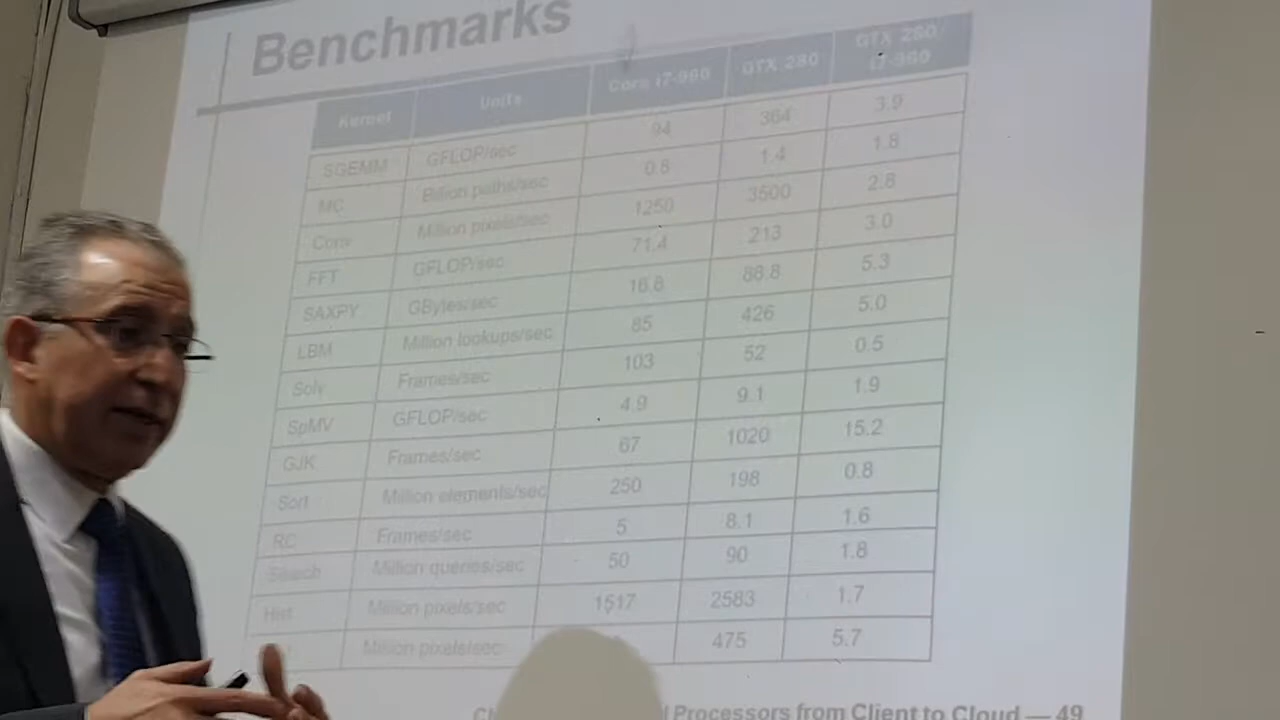 Benchmarks
Kernel Units Core i7-960 GTX 280 GTX 280/ i7-960
SGEMM GFLOP/sec 94 364 3.9
MC Billion paths/sec 0.8 1.4 1.8
Conv Million pixels/sec 1250 3500 2.8
FFT GFLOP/sec 71.4 213 3.0
SAXPY GBytes/sec 16.8 88.8 5.3
LBM Million lookups/sec 85 426 5.0
Solv Frames/sec 103 52 0.5
SpMV GFLOP/sec 4.9 9.1 1.9
GJK Frames/sec 67 1020 15.2
Sort Million elements/sec 250 198 0.8
RC Frames/sec 5 8.1 1.6
Search Million queries/sec 50 90 1.8
Hist Million pixels/sec 1517 2583 1.7
Million pixels/sec 475 5.7
Processors from Client to Cloud — 49